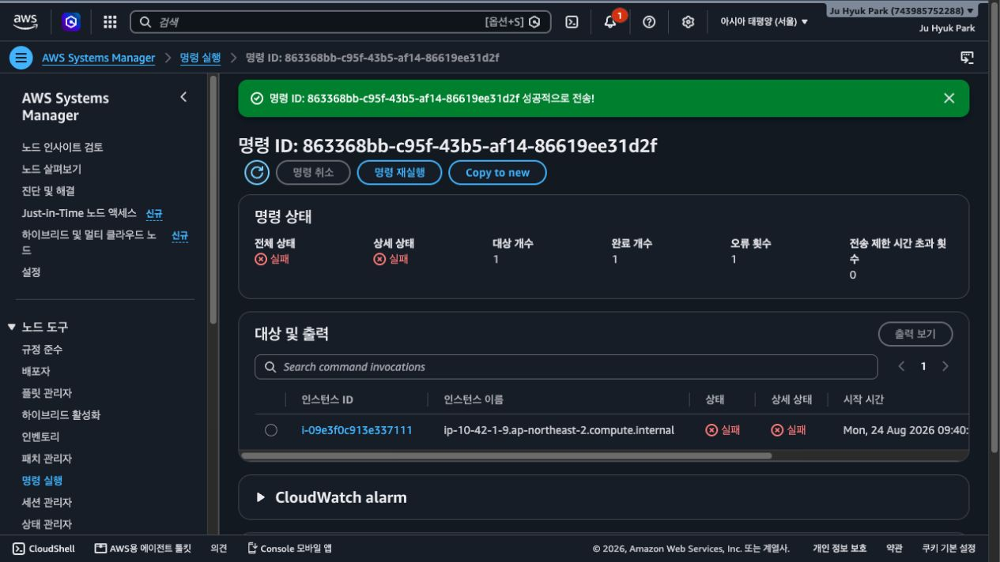 aws
검색
[옵션+S]
1
아시아 태평양 (서울) ▼
Ju Hyuk Park (743985752288) ▼
Ju Hyuk Park
AWS Systems Manager > 명령 실행 > 명령 ID: 863368bb-c95f-43b5-af14-86619ee31d2f
AWS Systems
Manager
노드 인사이트 검토
노드 살펴보기
진단 및 해결
Just-in-Time 노드 액세스 신규
하이브리드 및 멀티 클라우드 노 신규
드
설정
▼ 노드 도구
규정 준수
배포자
플릿 관리자
하이브리드 활성화
인벤토리
패치 관리자
명령 실행
세션 관리자
상태 관리자
명령 ID: 863368bb-c95f-43b5-af14-86619ee31d2f 성공적으로 전송!
명령 ID: 863368bb-c95f-43b5-af14-86619ee31d2f
명령 취소
명령 재실행
Copy to new
명령 상태
전체 상태
실패
상세 상태
실패
대상 개수
1
완료 개수
1
오류 횟수
1
전송 제한 시간 초과 횟
수
0
대상 및 출력
출력 보기
Search command invocations
1
인스턴스 ID 인스턴스 이름 상태 상세 상태 시작 시간
i-09e3f0c913e337111 ip-10-42-1-9.ap-northeast-2.compute.internal 실패 실패 Mon, 24 Aug 2026 09:40:
CloudWatch alarm
CloudShell AWS용 에이전트 툴킷 의견 Console 모바일 앱
© 2026, Amazon Web Services, Inc. 또는 계열사. 개인 정보 보호 약관 쿠키 기본 설정